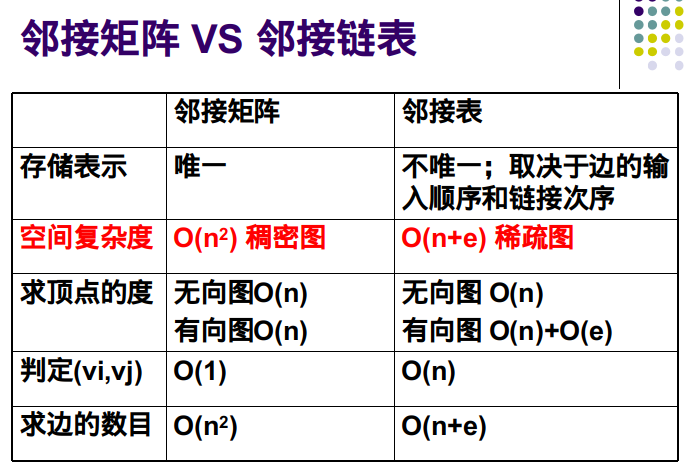 邻接矩阵 VS 邻接链表
邻接矩阵 邻接表
存储表示 唯一 不唯一；取决于边的输
入顺序和链接次序
空间复杂度 O(n²) 稠密图 O(n+e) 稀疏图
求顶点的度 无向图O(n) 无向图 O(n)
有向图O(n) 有向图 O(n)+O(e)
判定(vi,vj) O(1) O(n)
求边的数目 O(n²) O(n+e)